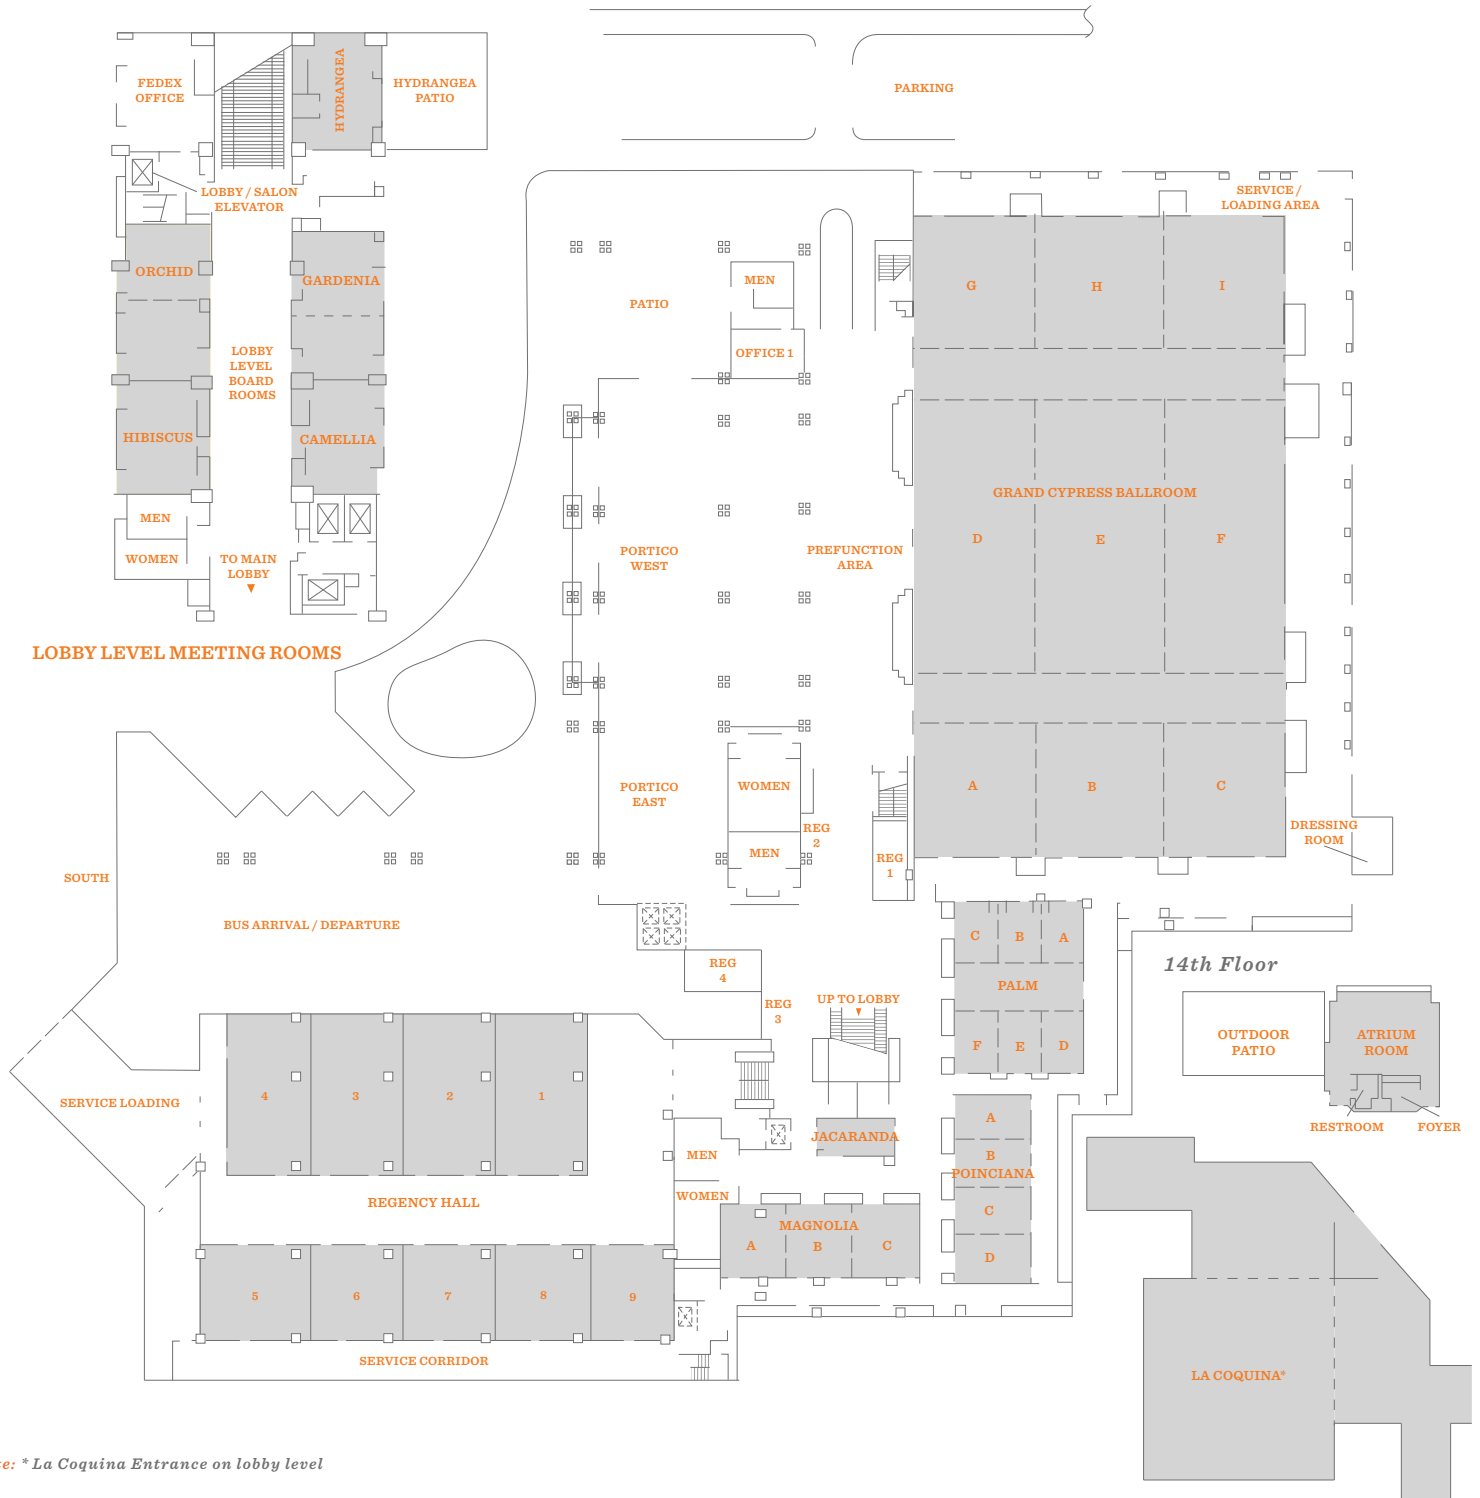 FEDEX
OFFICE
HYDRANGEA
HYDRANGEA
PATIO
PARKING
LOBBY / SALON
ELEVATOR
SERVICE /
LOADING AREA
ORCHID
GARDENIA
LOBBY
LEVEL
BOARD
ROOMS
HIBISCUS
CAMELLIA
MEN
WOMEN
TO MAIN
LOBBY
LOBBY LEVEL MEETING ROOMS
PATIO
MEN
OFFICE 1
G
H
I
GRAND CYPRESS BALLROOM
D
E
F
PORTICO
WEST
PREFUNCTION
AREA
A
B
C
PORTICO
EAST
WOMEN
MEN
REG
2
REG
1
DRESSING
ROOM
SOUTH
BUS ARRIVAL / DEPARTURE
REG
4
REG
3
UP TO LOBBY
C
B
A
PALM
F
E
D
14th Floor
OUTDOOR
PATIO
ATRIUM
ROOM
RESTROOM
FOYER
SERVICE LOADING
4
3
2
1
MEN
WOMEN
JACARANDA
A
B
POINCIANA
C
D
REGENCY HALL
MAGNOLIA
A
B
C
5
6
7
8
9
SERVICE CORRIDOR
LA COQUINA*
te: * La Coquina Entrance on lobby level